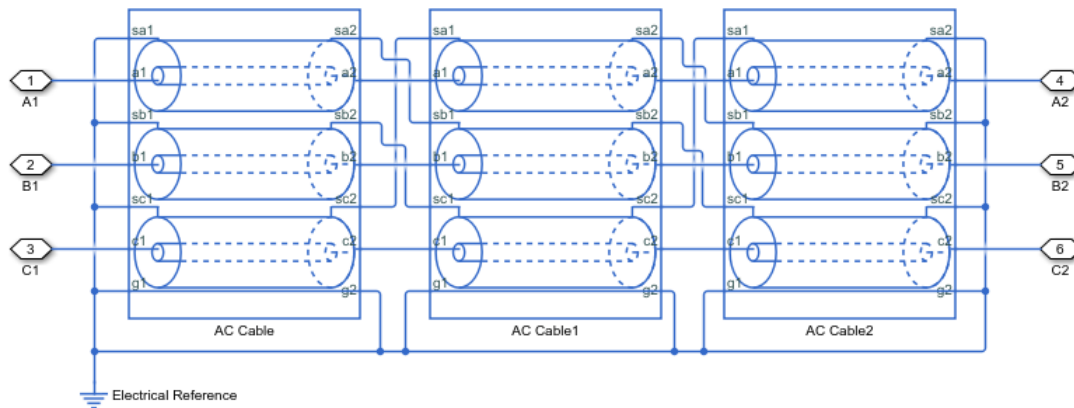 sa1 sa2 sa1 sa2 sa1 sa2
1 a1 a2 a1 a2 a1 a2 4
A1 A2
sb1 sb2 sb1 sb2 sb1 sb2
2 b1 b2 b1 b2 b1 b2 5
B1 B2
sc1 sc2 sc1 sc2 sc1 sc2
3 c1 c2 c1 c2 c1 c2 6
C1 C2
g1 g2 g1 g2 g1 g2
AC Cable AC Cable1 AC Cable2
Electrical Reference